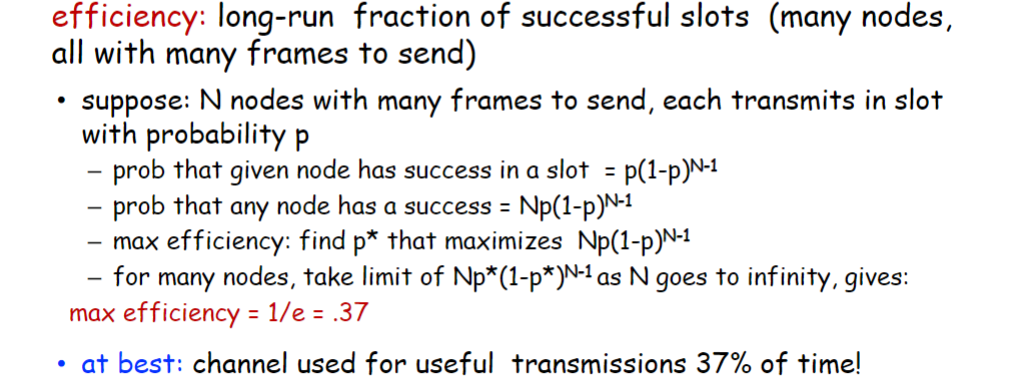 efficiency: long-run fraction of successful slots (many nodes,
all with many frames to send)
• suppose: N nodes with many frames to send, each transmits in slot
with probability p
– prob that given node has success in a slot = p(1-p)ᴺ⁻¹
– prob that any node has a success = Np(1-p)ᴺ⁻¹
– max efficiency: find p* that maximizes Np(1-p)ᴺ⁻¹
– for many nodes, take limit of Np*(1-p*)ᴺ⁻¹ as N goes to infinity, gives:
max efficiency = 1/e = .37
• at best: channel used for useful transmissions 37% of time!